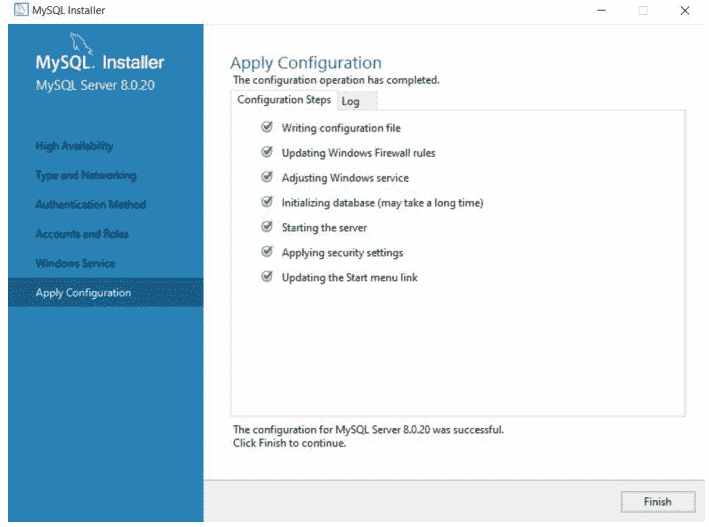 MySQL Installer
MySQL. Installer
MySQL Server 8.0.20
High Availability
Type and Networking
Authentication Method
Accounts and Roles
Windows Service
Apply Configuration
Apply Configuration
The configuration operation has completed.
Configuration Steps
Log
Writing configuration file
Updating Windows Firewall rules
Adjusting Windows service
Initializing database (may take a long time)
Starting the server
Applying security settings
Updating the Start menu link
The configuration for MySQL Server 8.0.20 was successful.
Click Finish to continue.
Finish